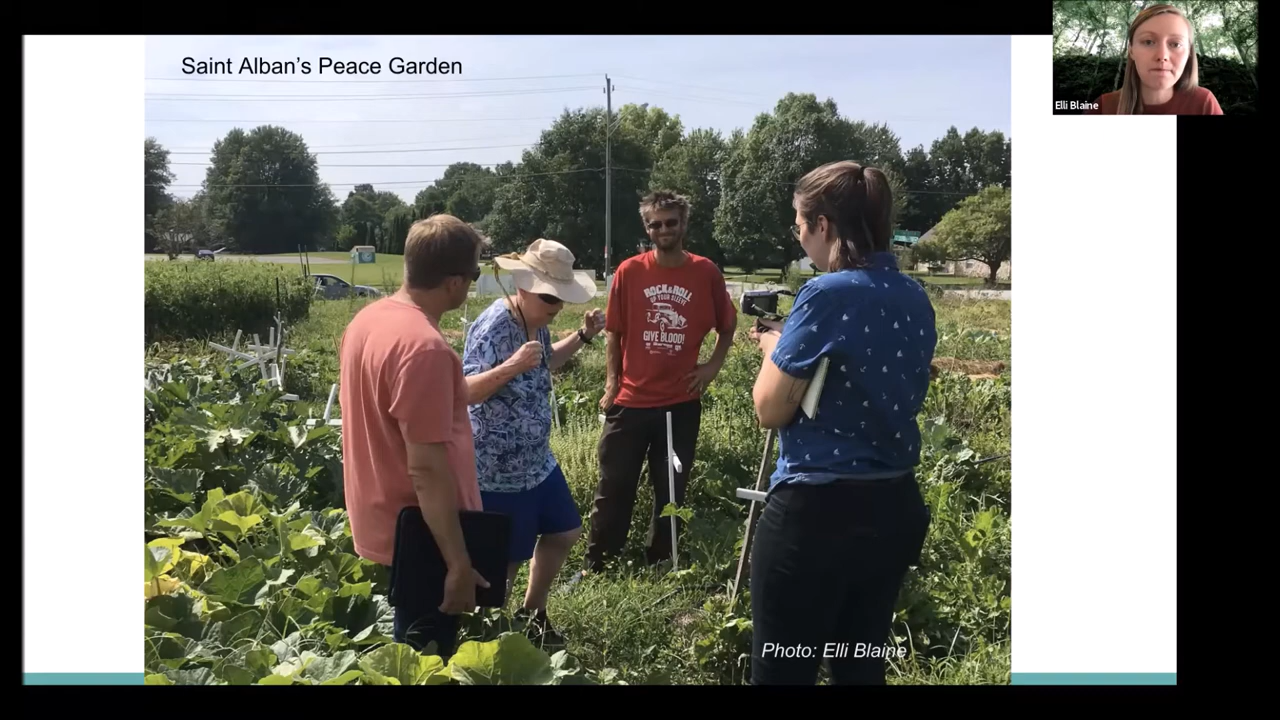 Saint Alban's Peace Garden
Elli Blaine
ROCK & ROLL
UP YOUR SLEEVE
GIVE BLOOD!
Photo: Elli Blaine